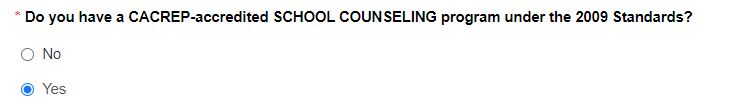 * Do you have a CACREP-accredited SCHOOL COUNSELING program under the 2009 Standards?
No
Yes